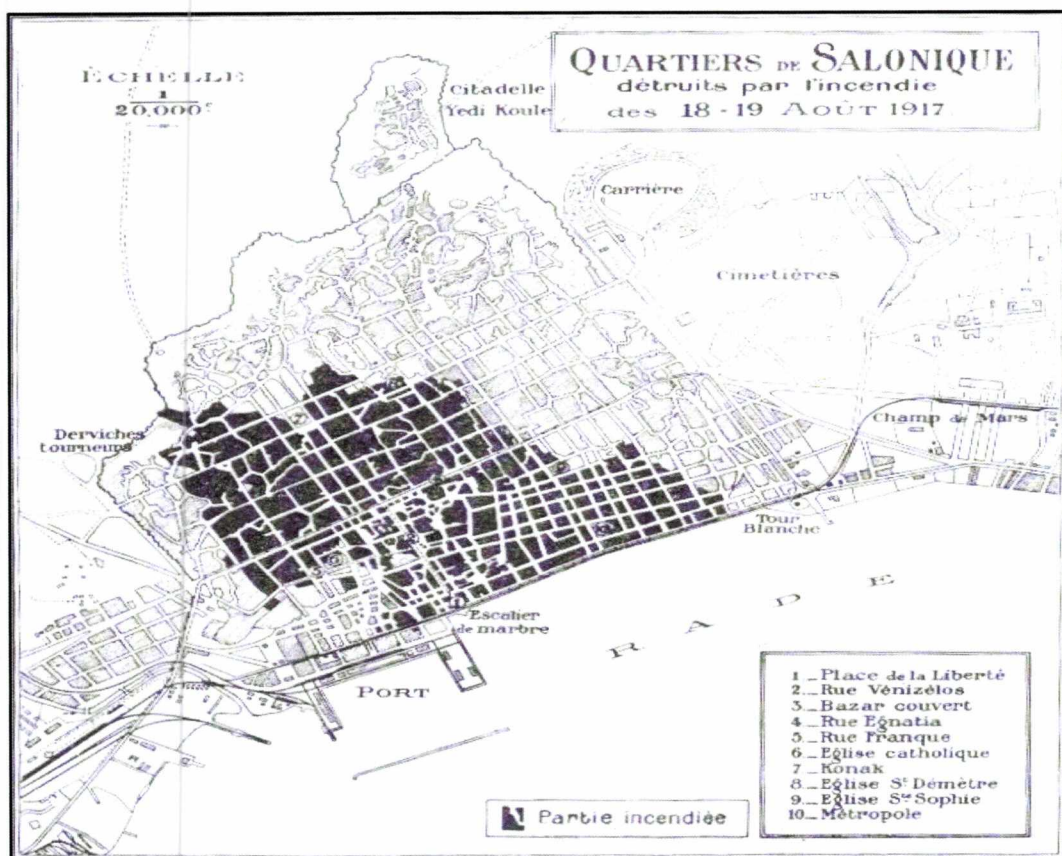 QUARTIERS DE SALONIQUE
détruits par l'incendie
des 18-19 AOÛT 1917
ÉCHELLE
1
20,000e
Citadelle
Yedi Koule
Carrière
Cimetières
Derviches
tourneurs
Champ de Mars
Tour
Blanche
Escalier
de marbre
RADE
PORT
1_Place de la Liberté
2_Rue Vénizélos
3_Bazar couvert
4_Rue Egnatia
5_Rue Franque
6_Eglise catholique
7_Konak
8_Eglise St Démètre
9_Eglise Ste Sophie
10_Métropole
Partie incendiée